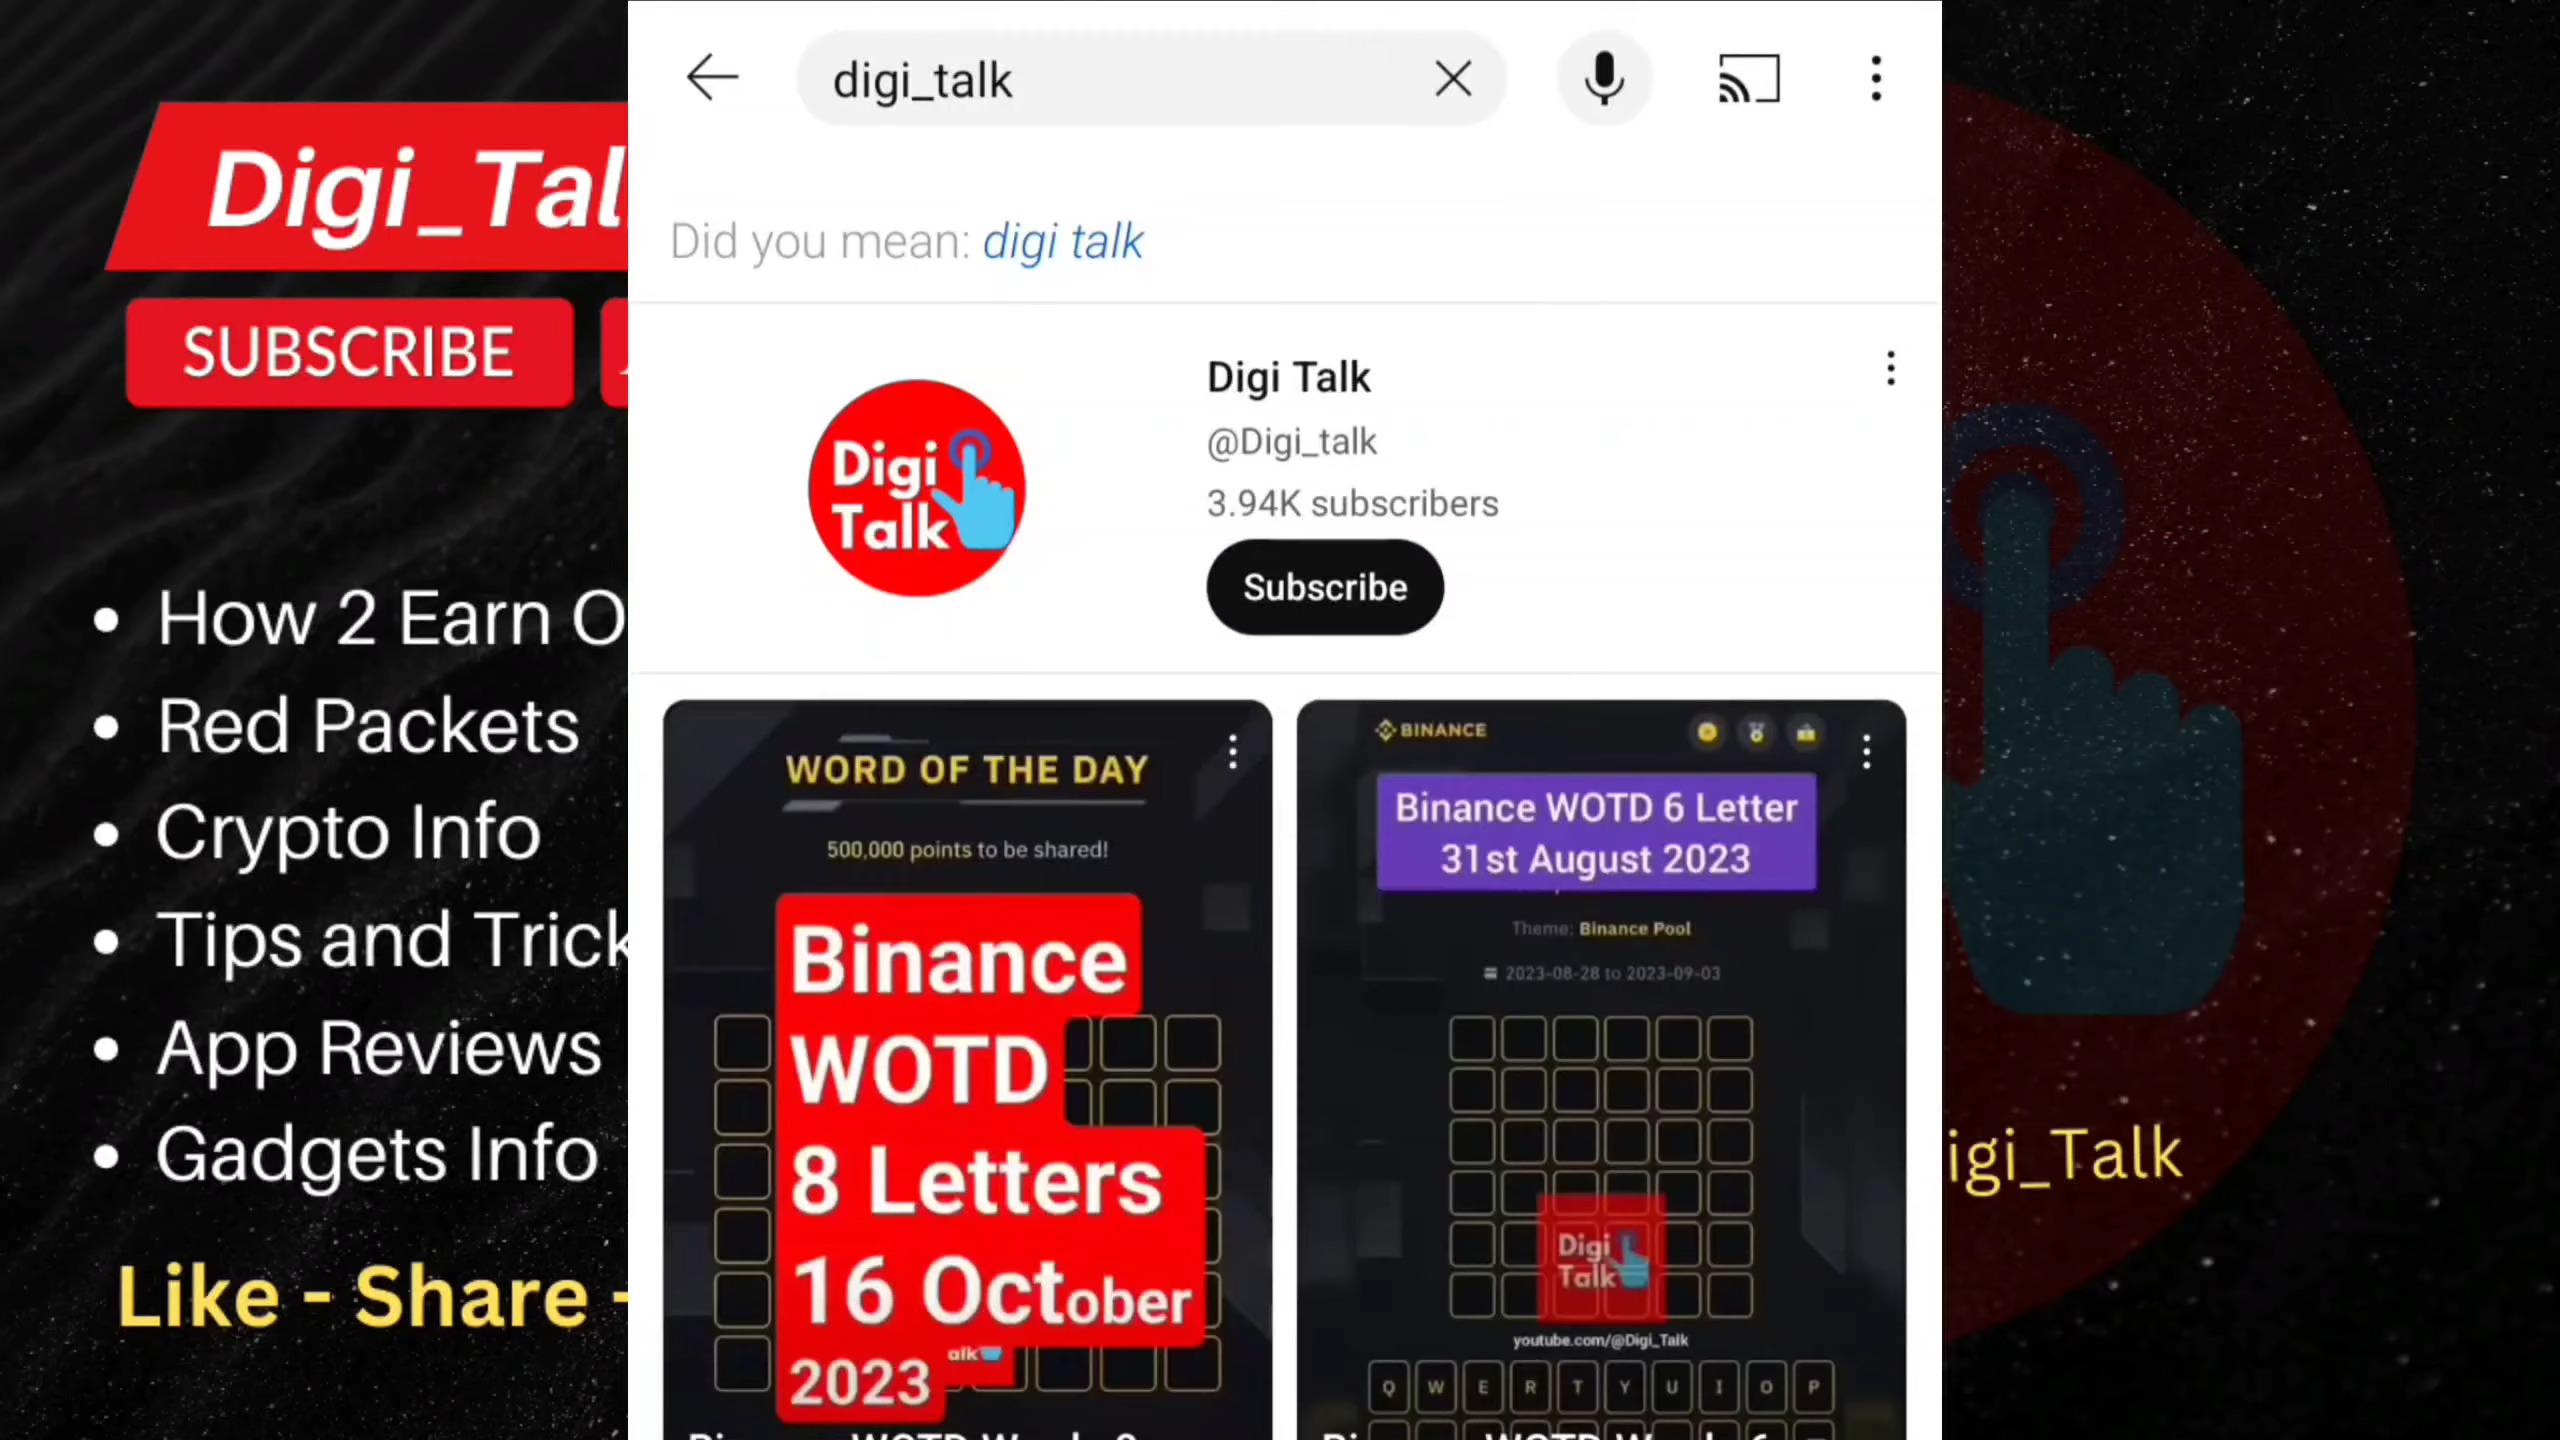 Digi_Tal
SUBSCRIBE
• How 2 Earn O
• Red Packets
• Crypto Info
• Tips and Trick
• App Reviews
• Gadgets Info
Like - Share -
digi_talk
Did you mean: digi talk
Digi
Talk
Digi Talk
@Digi_talk
3.94K subscribers
Subscribe
WORD OF THE DAY
500,000 points to be shared!
Binance
WOTD
8 Letters
16 October
2023
alk
BINANCE
Binance WOTD 6 Letter
31st August 2023
Theme: Binance Pool
2023-08-28 to 2023-09-03
Digi
Talk
youtube.com/@Digi_Talk
Q W E R T Y U I O P
igi_Talk